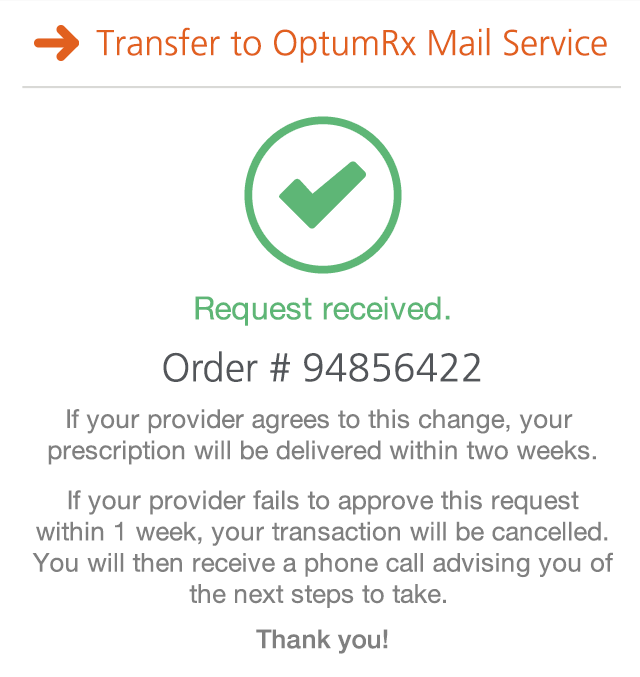 Transfer to OptumRx Mail Service
Request received.
Order # 94856422
If your provider agrees to this change, your
prescription will be delivered within two weeks.
If your provider fails to approve this request
within 1 week, your transaction will be cancelled.
You will then receive a phone call advising you of
the next steps to take.
Thank you!